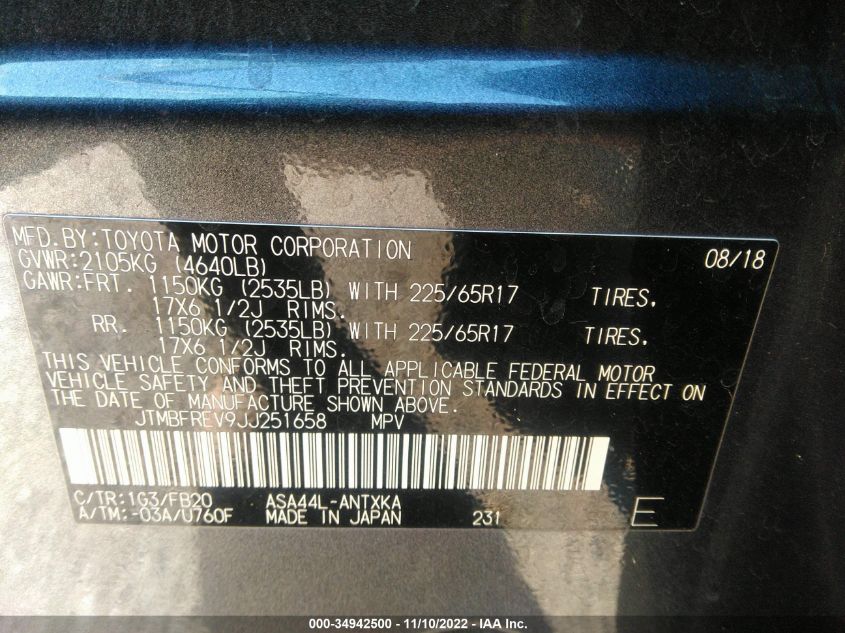 MFD.BY:TOYOTA MOTOR CORPORATION 08/18
GVWR:2105KG (4640LB)
GAWR:FRT. 1150KG (2535LB) WITH 225/65R17 TIRES.
17X6 1/2J RIMS.
RR. 1150KG (2535LB) WITH 225/65R17 TIRES.
17X6 1/2J RIMS.
THIS VEHICLE CONFORMS TO ALL APPLICABLE FEDERAL MOTOR
VEHICLE SAFETY AND THEFT PREVENTION STANDARDS IN EFFECT ON
THE DATE OF MANUFACTURE SHOWN ABOVE.
JTMBFREV9JJ251658 MPV
C/TR:1G3/FB20 ASA44L-ANTXKA
A/TM:-03A/U760F MADE IN JAPAN 231 E
000-34942500 - 11/10/2022 - IAA Inc.